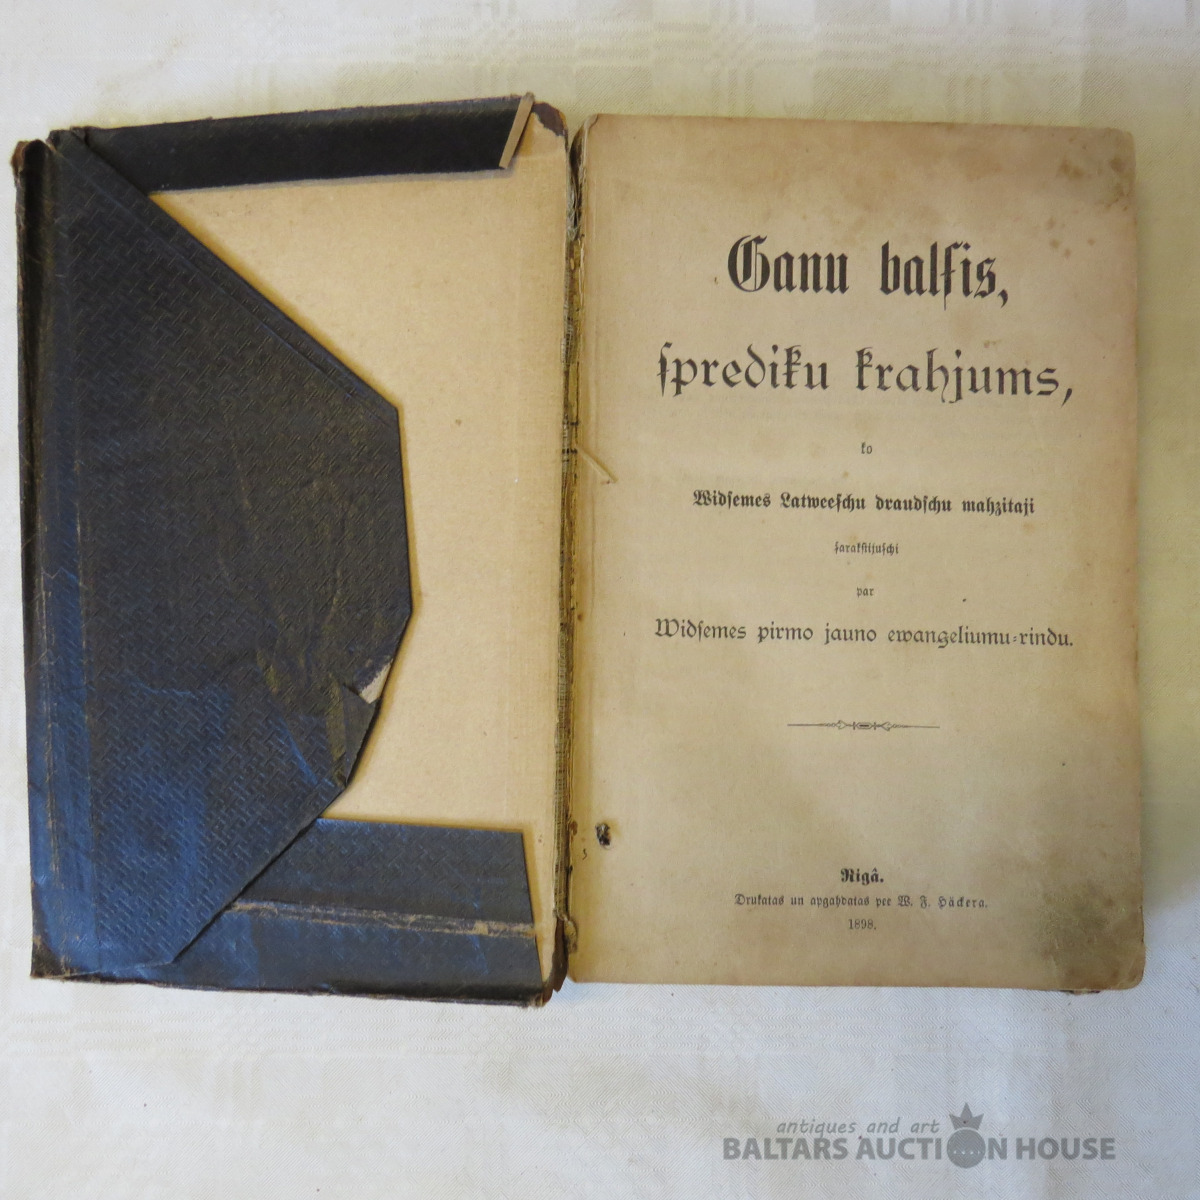 Ganu balſis,
ſprediķu krahjums,
ko
Widſemes Latweeſchu draudſchu mahzitaji
ſarakſtijuſchi
par
Widſemes pirmo jauno ewangeliumu-rindu.
Rigâ.
Drukatas un apgahdatas pee W. F. Häckera.
1898.
antiques and art
BALTARS AUCTION HOUSE